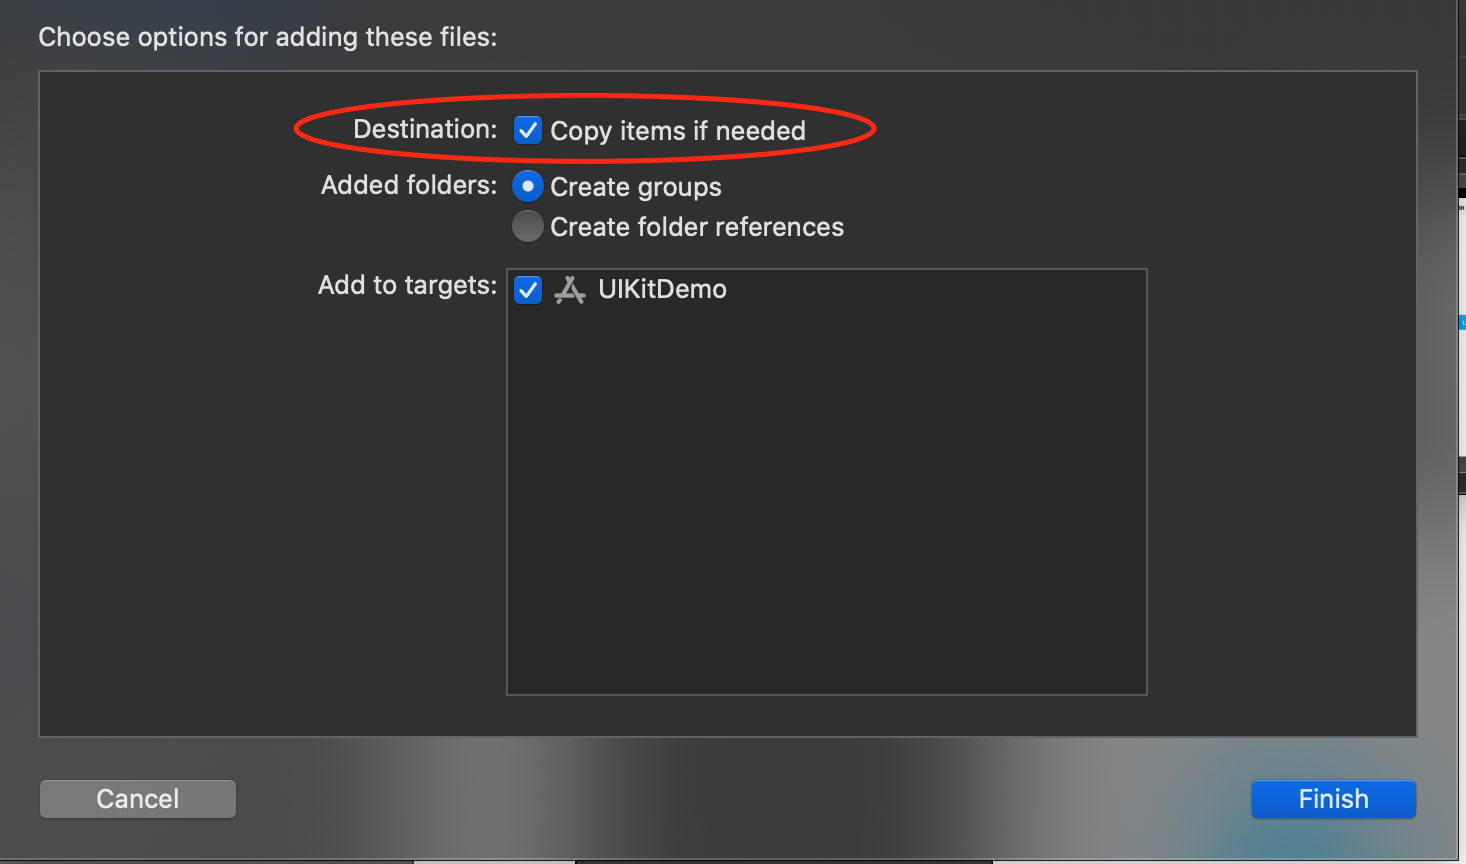 Choose options for adding these files:
Destination: Copy items if needed
Added folders: Create groups
Create folder references
Add to targets: UIKitDemo
Cancel
Finish